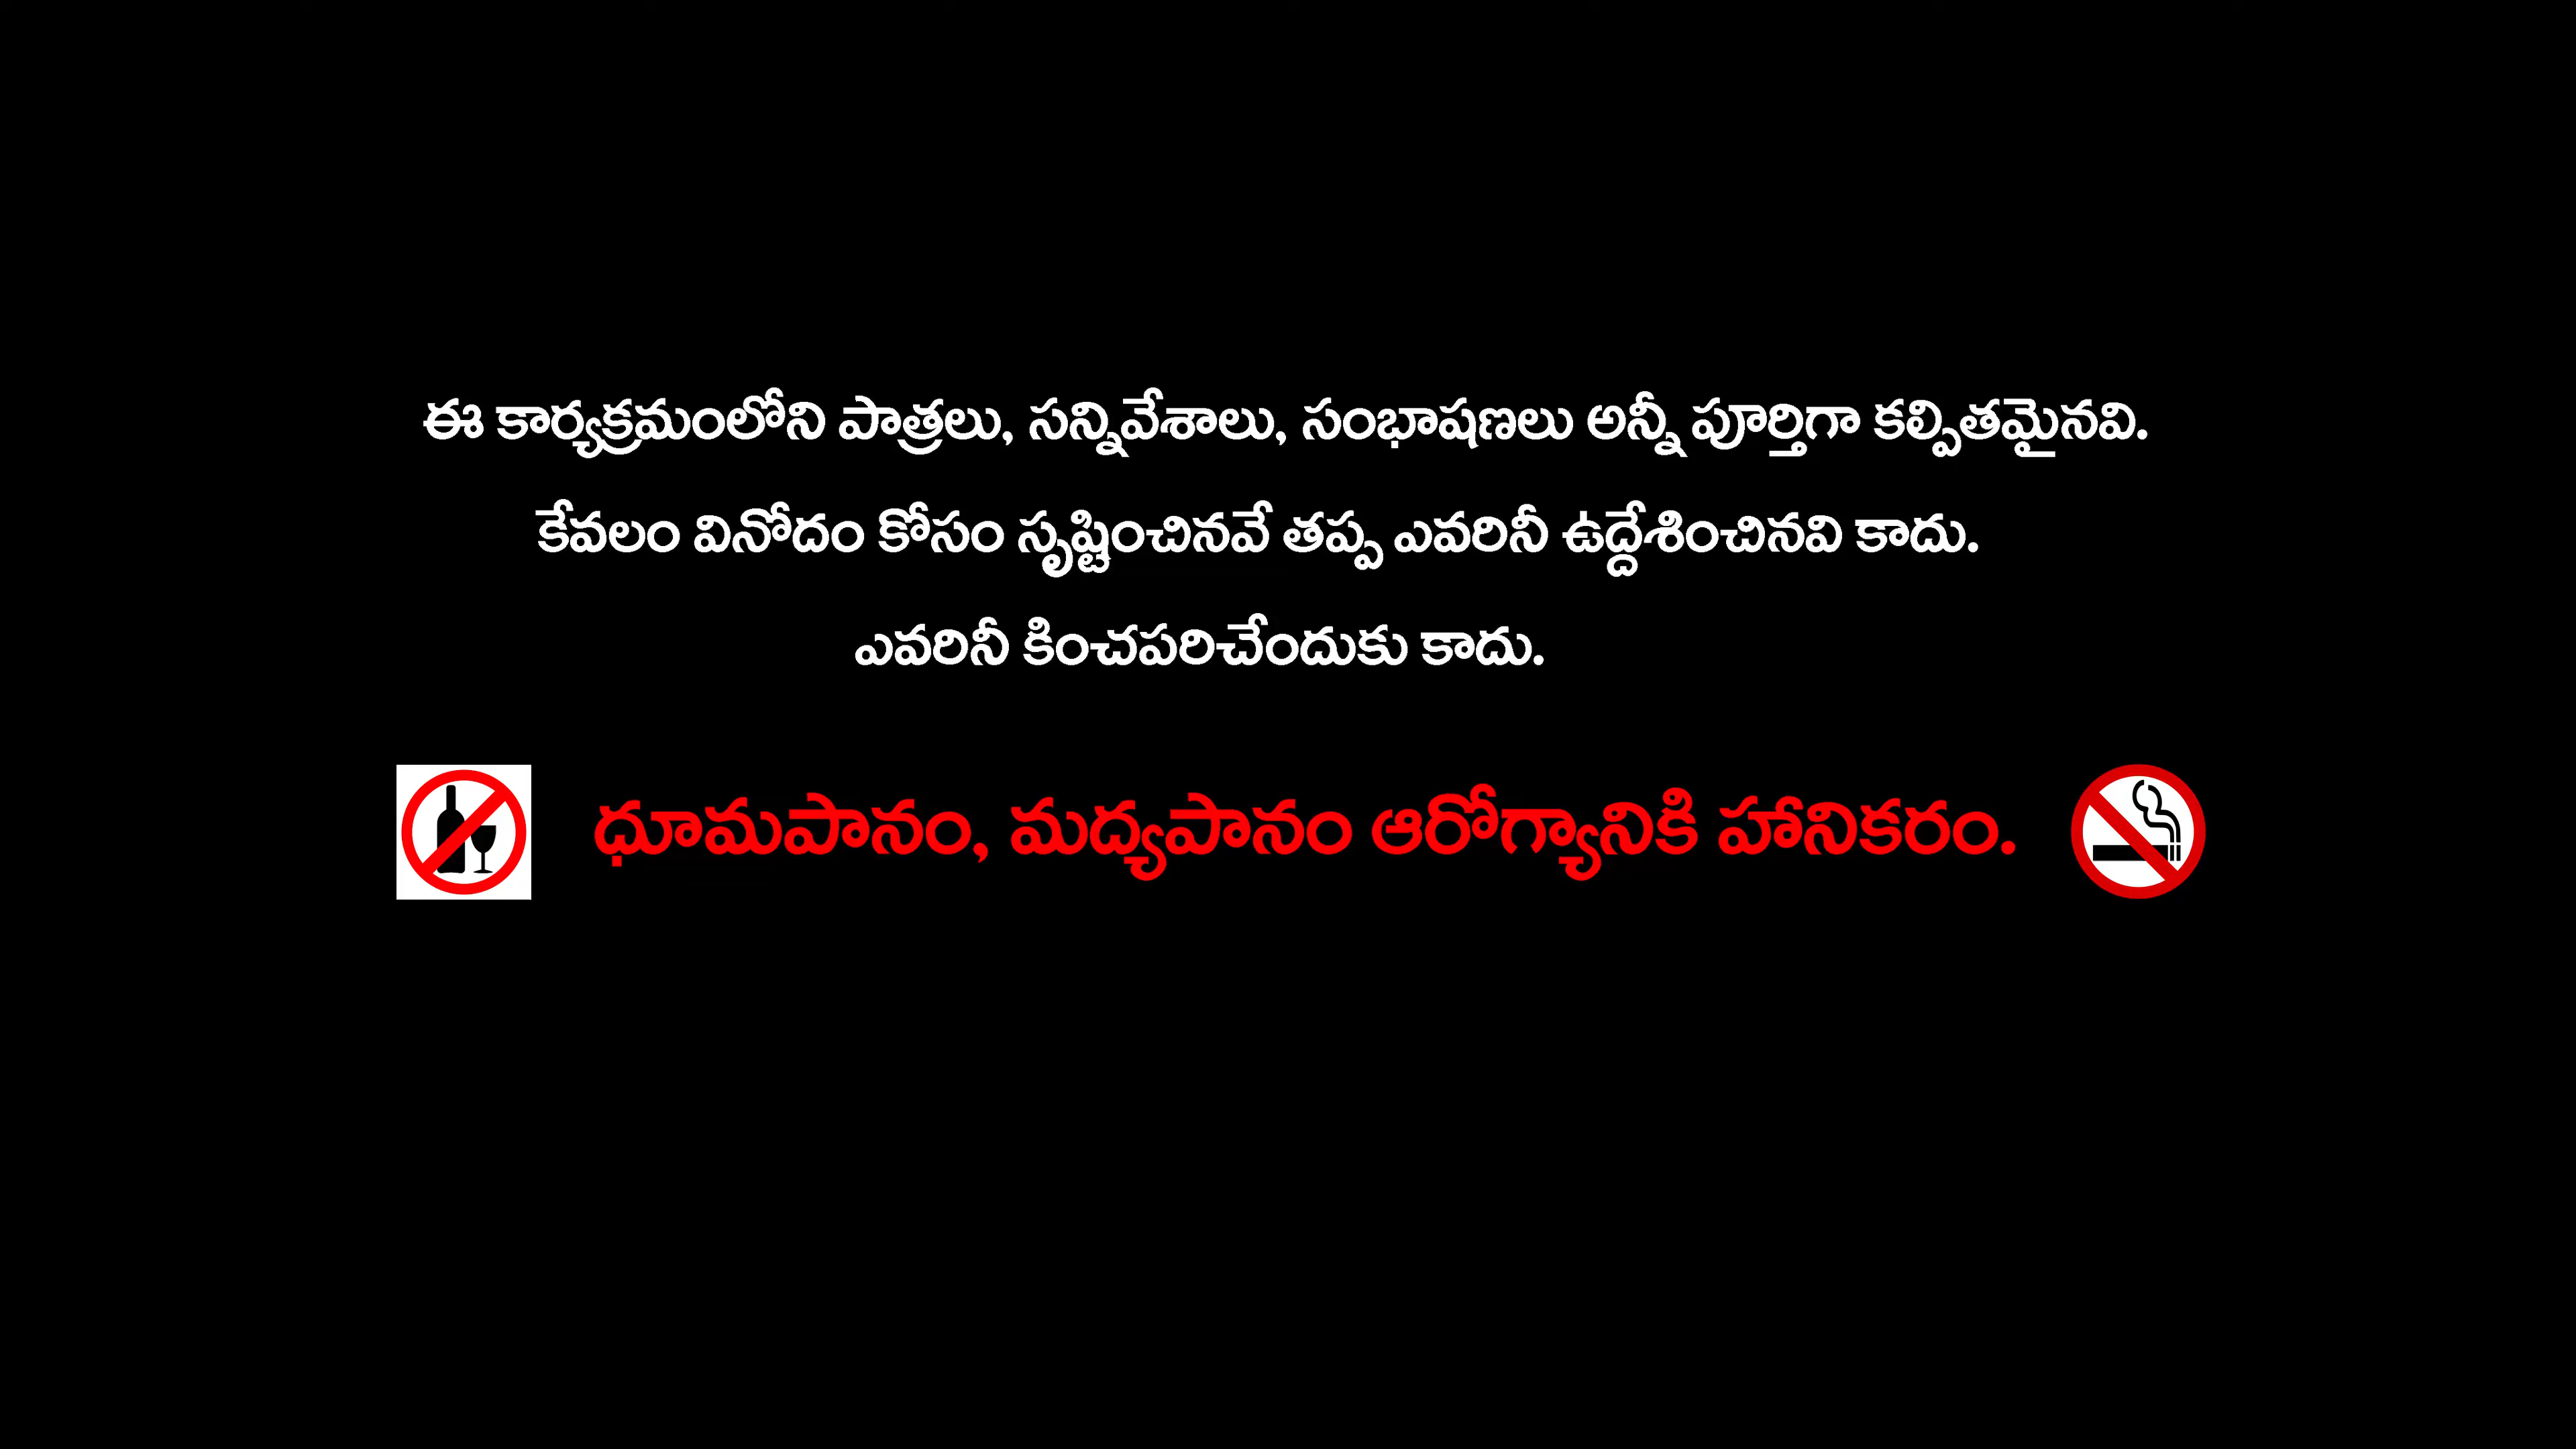 ఈ కార్యక్రమంలోని పాత్రలు, సన్నివేశాలు, సంభాషణలు అన్నీ పూర్తిగా కల్పితమైనవి.
కేవలం వినోదం కోసం సృష్టించినవే తప్ప ఎవరినీ ఉద్దేశించినవి కాదు.
ఎవరినీ కించపరిచేందుకు కాదు.
ధూమపానం, మద్యపానం ఆరోగ్యానికి హానికరం.